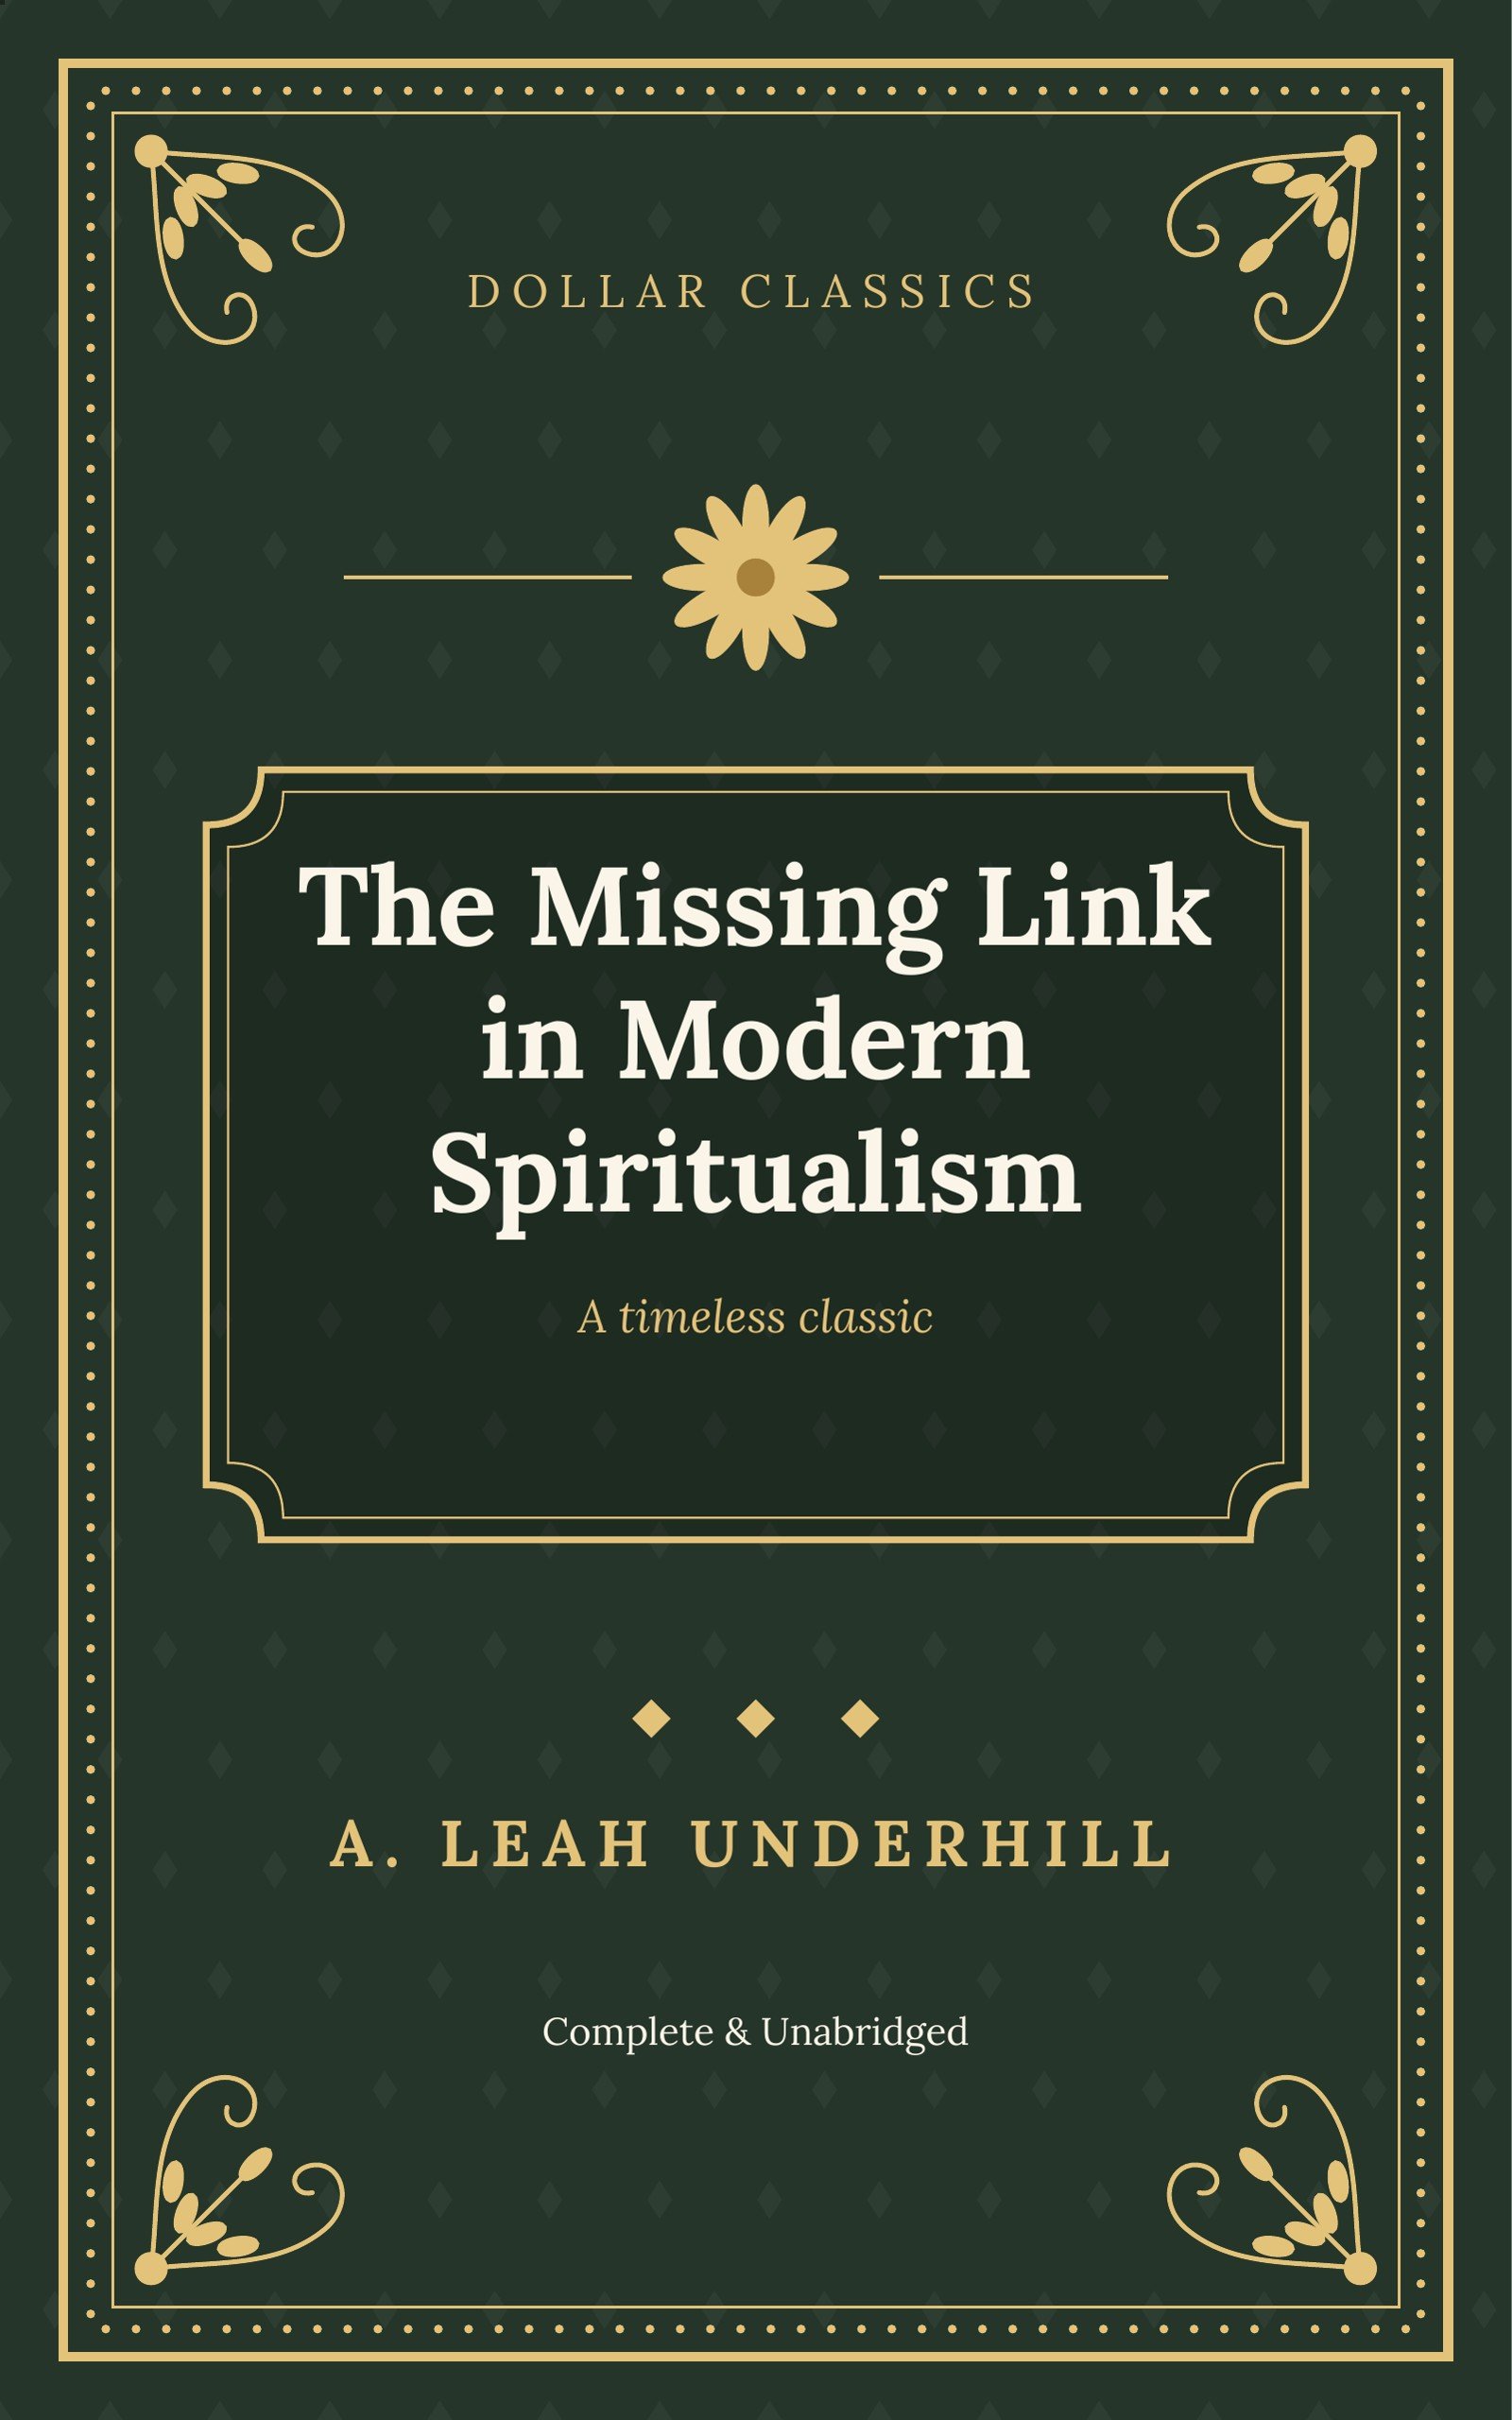 DOLLAR CLASSICS
The Missing Link
in Modern
Spiritualism
A timeless classic
A. LEAH UNDERHILL
Complete & Unabridged